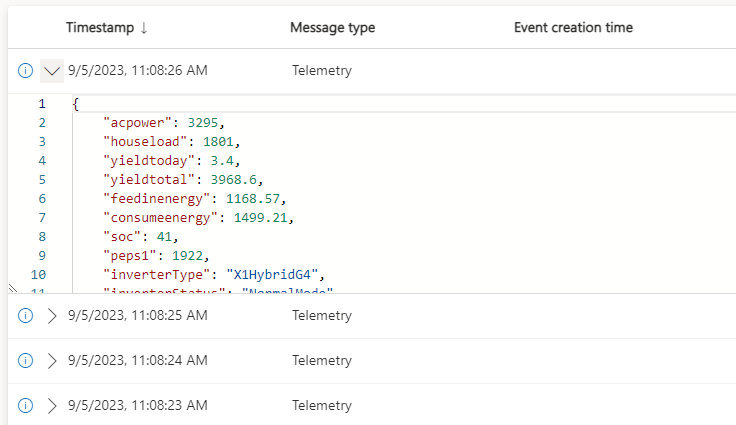 Timestamp ↓ Message type Event creation time
9/5/2023, 11:08:26 AM Telemetry
1 {
2 "acpower": 3295,
3 "houseload": 1801,
4 "yieldtoday": 3.4,
5 "yieldtotal": 3968.6,
6 "feedinenergy": 1168.57,
7 "consumeenergy": 1499.21,
8 "soc": 41,
9 "peps1": 1922,
10 "inverterType": "X1HybridG4",
11 "inverterStatus": "NormalMode"
9/5/2023, 11:08:25 AM Telemetry
9/5/2023, 11:08:24 AM Telemetry
9/5/2023, 11:08:23 AM Telemetry